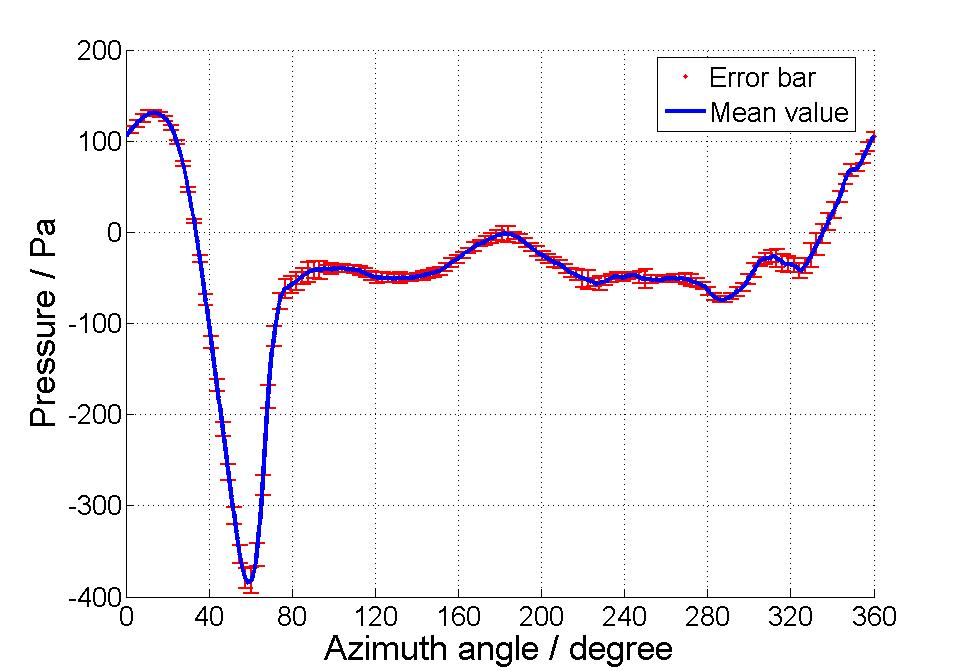 200
100
0
-100
-200
-300
-400
Pressure / Pa
Error bar
Mean value
0 40 80 120 160 200 240 280 320 360
Azimuth angle / degree